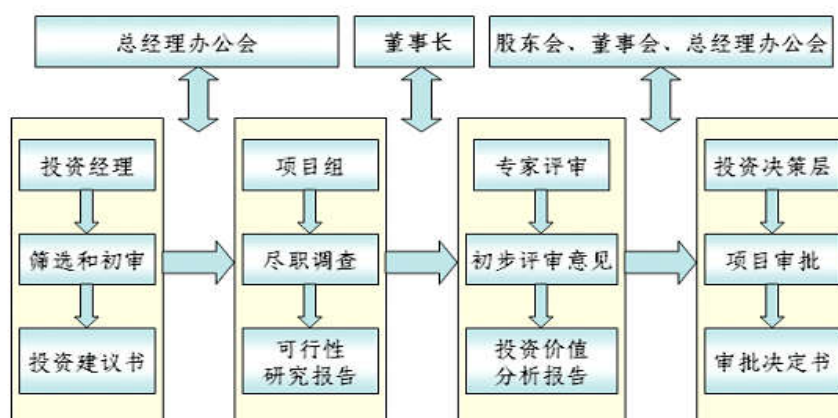 总经理办公会
董事长
股东会、董事会、总经理办公会
投资经理
项目组
专家评审
投资决策层
筛选和初审
尽职调查
初步评审意见
项目审批
投资建议书
可行性
研究报告
投资价值
分析报告
审批决定书